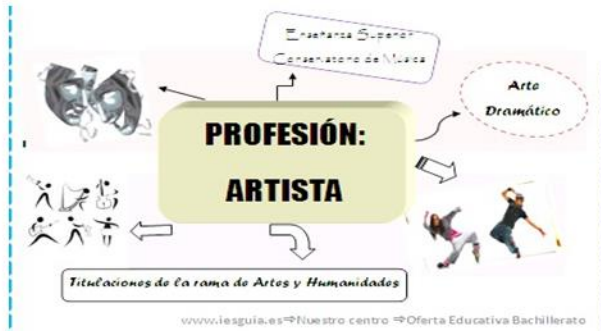 Enseñanza Superior
Conservatorio de Música
Arte
Dramático
PROFESIÓN:
ARTISTA
Titulaciones de la rama de Artes y Humanidades
www.iesguia.es⇨Nuestro centro ⇨Oferta Educativa Bachillerato